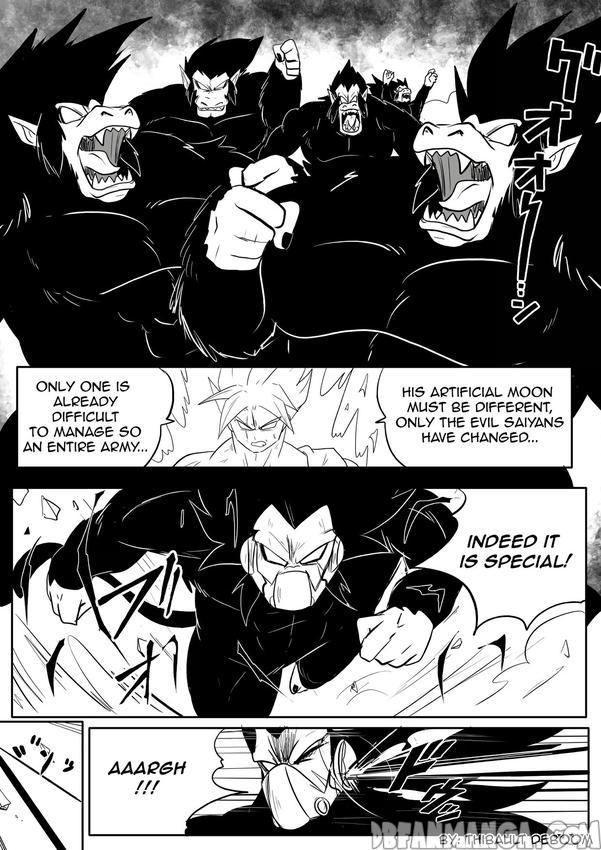 グオオーン
HIS ARTIFICIAL MOON
MUST BE DIFFERENT,
ONLY THE EVIL SAIYANS
HAVE CHANGED...
ONLY ONE IS
ALREADY
DIFFICULT
TO MANAGE SO
AN ENTIRE ARMY...
INDEED IT
IS SPECIAL!
AAARGH
!!!
DBFANMANGA.COM
BY: THIBAULT DEBOOM